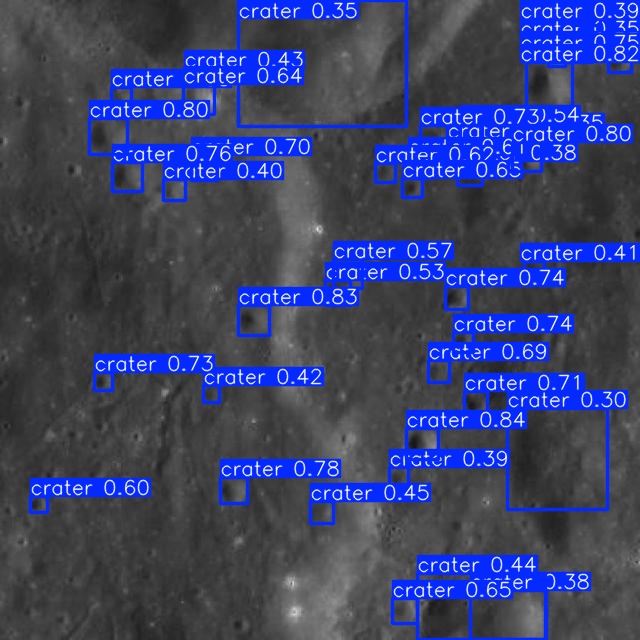 crater 0.35
crater 0.39
crater 0.82
crater 0.43
crater 0.64
crater
crater 0.80
crater 0.73
0.54
crater
crater 0.80
0.70
crater 0.76
crater 0.62
0.38
crater 0.40
crater 0.65
crater 0.57
crater 0.41
crater 0.53
crater 0.74
crater 0.83
crater 0.74
crater 0.69
crater 0.73
crater 0.42
crater 0.71
crater 0.30
crater 0.84
crater 0.39
crater 0.78
crater 0.60
crater 0.45
crater 0.44
0.38
crater 0.65